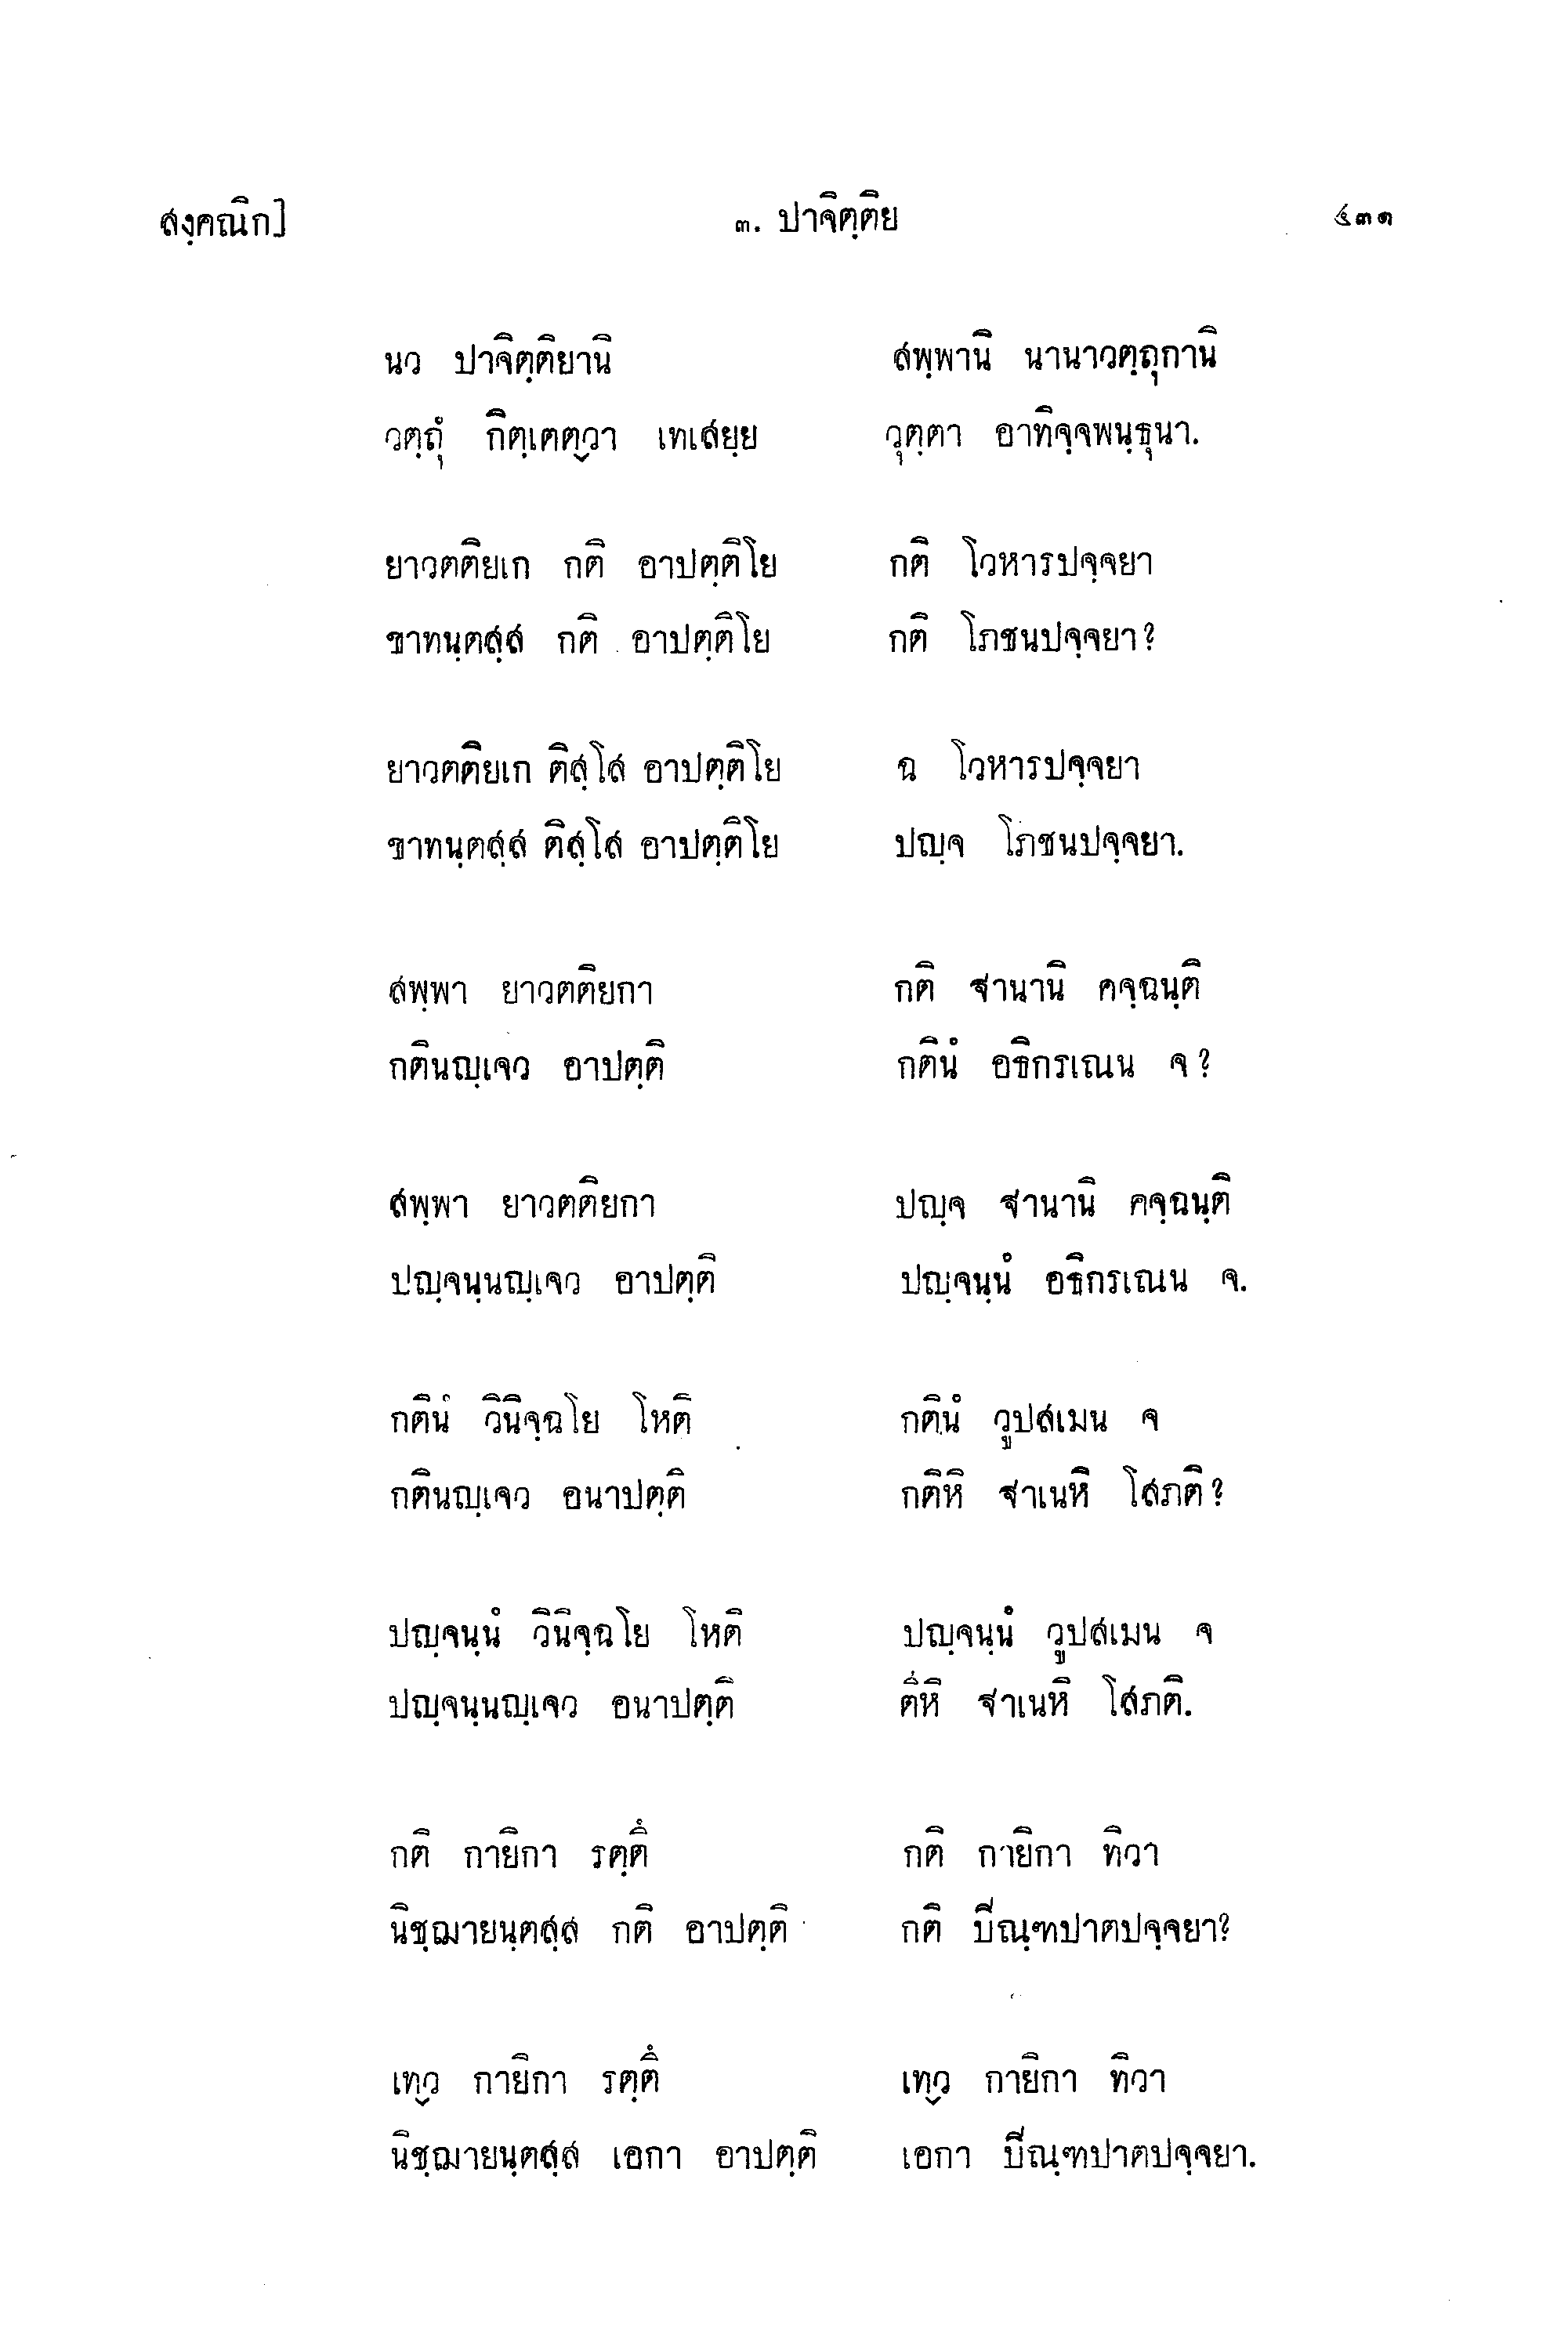 สงฺคณิก] ๓. ปาจิตฺติย ๔๓๑
นว ปาจิตฺติยานิ สพฺพานิ นานาวตฺถุกานิ
วตฺถุํ กิตฺเตตฺวา เทเสยฺย วุตฺตา อาทิจฺจพนฺธุนา.
ยาวตติยเก กติ อาปตฺติโย กติ โวหารปจฺจยา
ขาทนฺตสฺส กติ อาปตฺติโย กติ โภชนปจฺจยา?
ยาวตติยเก ติสฺโส อาปตฺติโย ฉ โวหารปจฺจยา
ขาทนฺตสฺส ติสฺโส อาปตฺติโย ปญฺจ โภชนปจฺจยา.
สพฺพา ยาวตติยกา กติ ฐานานิ คจฺฉนฺติ
กตินญฺเจว อาปตฺติ กตินํ อธิกรเณน จ?
สพฺพา ยาวตติยกา ปญฺจ ฐานานิ คจฺฉนฺติ
ปญฺจนฺนญฺเจว อาปตฺติ ปญฺจนฺนํ อธิกรเณน จ.
กตินํ วินิจฺฉโย โหติ กตินํ วูปสเมน จ
กตินญฺเจว อนาปตฺติ กติหิ ฐาเนหิ โสภติ?
ปญฺจนฺนํ วินิจฺฉโย โหติ ปญฺจนฺนํ วูปสเมน จ
ปญฺจนฺนญฺเจว อนาปตฺติ ตีหิ ฐาเนหิ โสภติ.
กติ กายิกา รตฺตึ กติ กายิกา ทิวา
นิชฺฌายนฺตสฺส กติ อาปตฺติ กติ ปิณฺฑปาตปจฺจยา?
เทฺว กายิกา รตฺตึ เทฺว กายิกา ทิวา
นิชฺฌายนฺตสฺส เอกา อาปตฺติ เอกา ปิณฺฑปาตปจฺจยา.